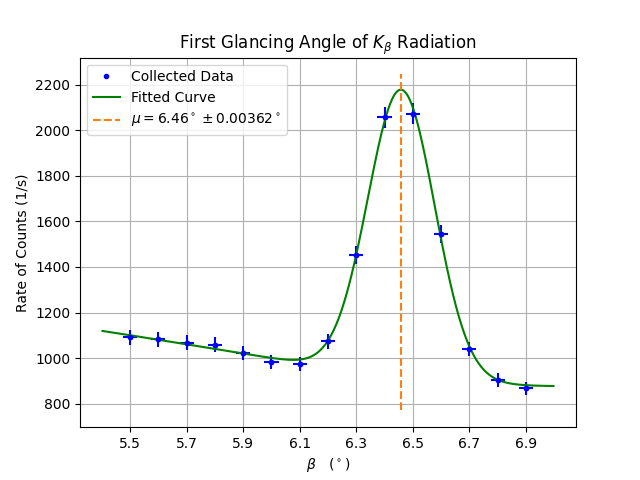 First Glancing Angle of K_β Radiation
Collected Data
Fitted Curve
μ = 6.46° ± 0.00362°
Rate of Counts (1/s)
2200
2000
1800
1600
1400
1200
1000
800
5.5 5.7 5.9 6.1 6.3 6.5 6.7 6.9
β (°)